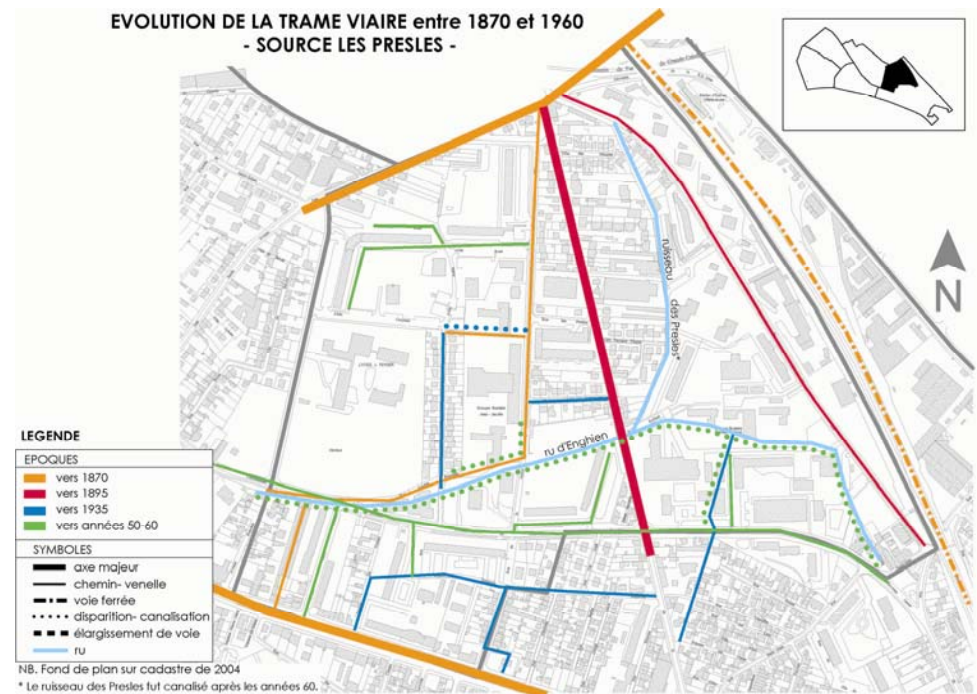 EVOLUTION DE LA TRAME VIAIRE entre 1870 et 1960
- SOURCE LES PRESLES -
ruisseau
des Presles*
N
ru d'Enghien
LEGENDE
EPOQUES
vers 1870
vers 1895
vers 1935
vers années 50-60
SYMBOLES
axe majeur
chemin- venelle
voie ferrée
disparition- canalisation
élargissement de voie
ru
NB. Fond de plan sur cadastre de 2004
* Le ruisseau des Presles fut canalisé après les années 60.